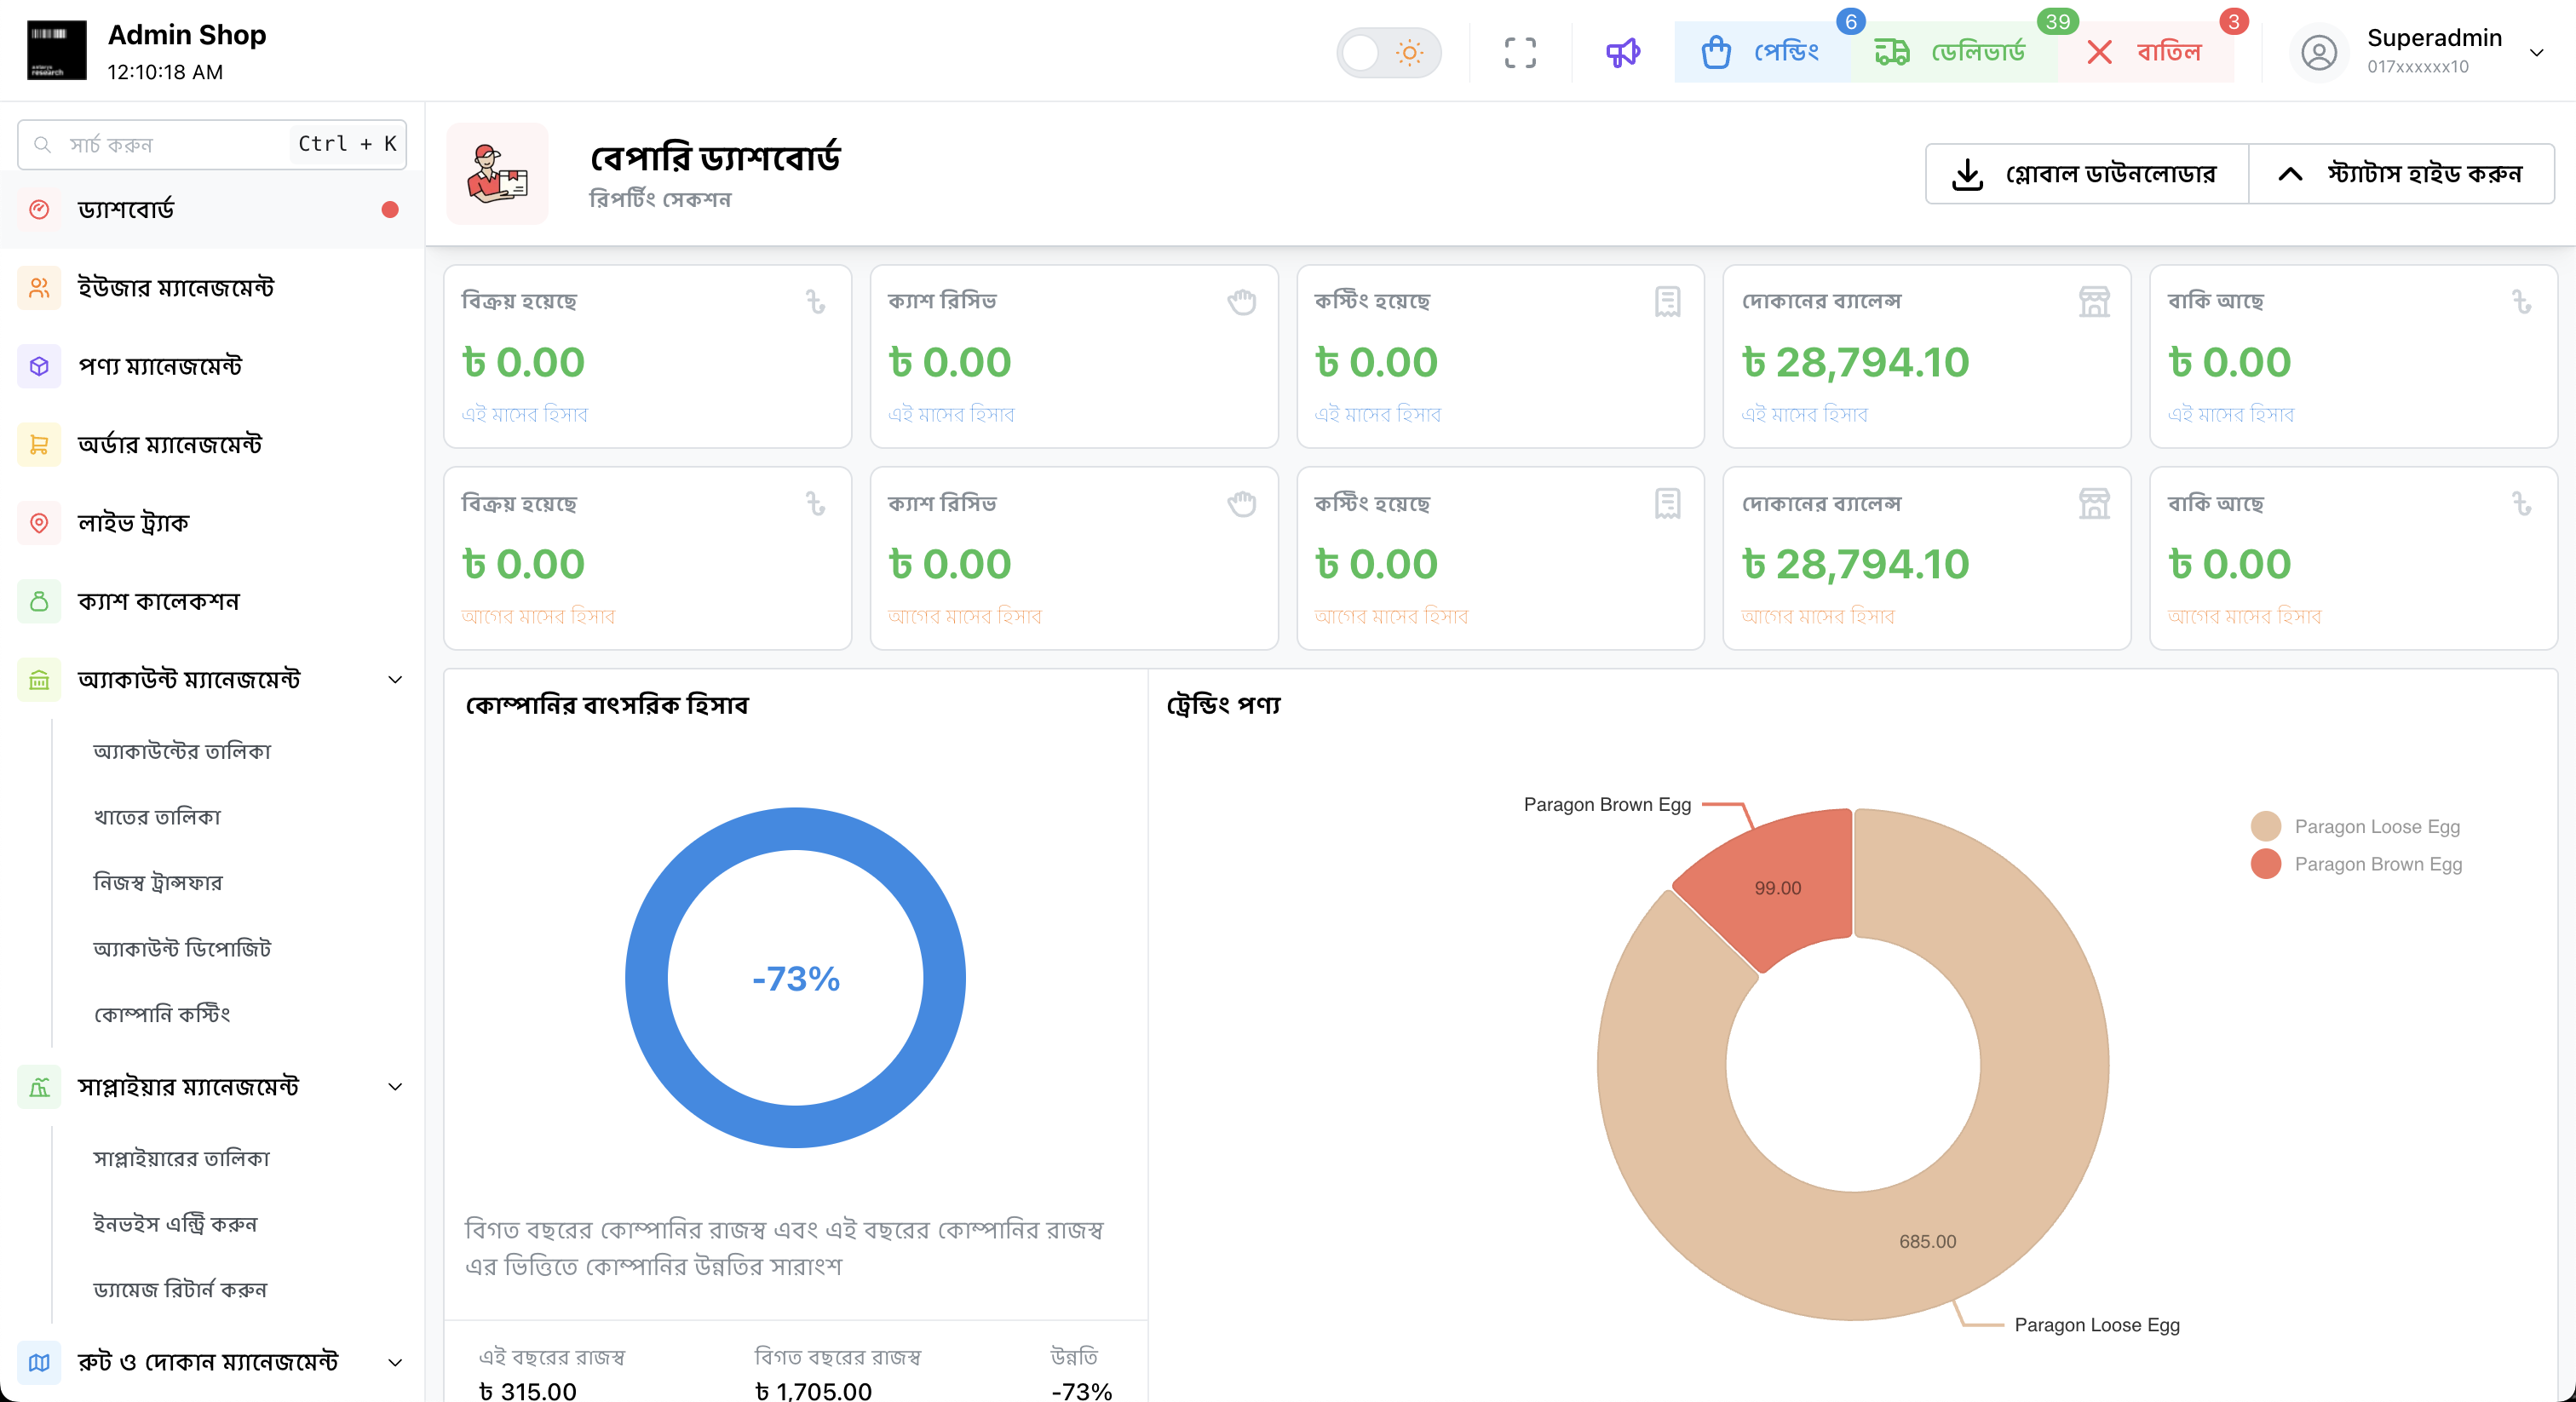 Admin Shop
12:10:18 AM
পেন্ডিং 6
ডেলিভার্ড 39
বাতিল 3
Superadmin
017xxxxxx10
সার্চ করুন Ctrl + K
ড্যাশবোর্ড
ইউজার ম্যানেজমেন্ট
পণ্য ম্যানেজমেন্ট
অর্ডার ম্যানেজমেন্ট
লাইভ ট্র্যাক
ক্যাশ কালেকশন
অ্যাকাউন্ট ম্যানেজমেন্ট
অ্যাকাউন্টের তালিকা
খাতের তালিকা
নিজস্ব ট্রান্সফার
অ্যাকাউন্ট ডিপোজিট
কোম্পানি কস্টিং
সাপ্লাইয়ার ম্যানেজমেন্ট
সাপ্লাইয়ারের তালিকা
ইনভইস এন্ট্রি করুন
ড্যামেজ রিটার্ন করুন
রুট ও দোকান ম্যানেজমেন্ট
বেপারি ড্যাশবোর্ড
রিপর্টিং সেকশন
গ্লোবাল ডাউনলোডার
স্ট্যাটাস হাইড করুন
বিক্রয় হয়েছে
৳ 0.00
এই মাসের হিসাব
ক্যাশ রিসিভ
৳ 0.00
এই মাসের হিসাব
কস্টিং হয়েছে
৳ 0.00
এই মাসের হিসাব
দোকানের ব্যালেন্স
৳ 28,794.10
এই মাসের হিসাব
বাকি আছে
৳ 0.00
এই মাসের হিসাব
বিক্রয় হয়েছে
৳ 0.00
আগের মাসের হিসাব
ক্যাশ রিসিভ
৳ 0.00
আগের মাসের হিসাব
কস্টিং হয়েছে
৳ 0.00
আগের মাসের হিসাব
দোকানের ব্যালেন্স
৳ 28,794.10
আগের মাসের হিসাব
বাকি আছে
৳ 0.00
আগের মাসের হিসাব
কোম্পানির বাৎসরিক হিসাব
-73%
বিগত বছরের কোম্পানির রাজস্ব এবং এই বছরের কোম্পানির রাজস্ব
এর ভিত্তিতে কোম্পানির উন্নতির সারাংশ
এই বছরের রাজস্ব
৳ 315.00
বিগত বছরের রাজস্ব
৳ 1,705.00
উন্নতি
-73%
ট্রেন্ডিং পণ্য
Paragon Brown Egg
99.00
685.00
Paragon Loose Egg
Paragon Loose Egg
Paragon Brown Egg